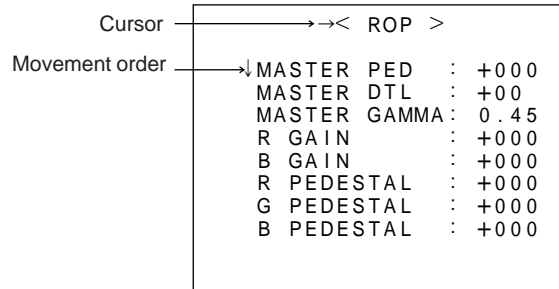 Cursor →< ROP >
Movement order ↓MASTER PED : +000
MASTER DTL : +00
MASTER GAMMA: 0.45
R GAIN : +000
B GAIN : +000
R PEDESTAL : +000
G PEDESTAL : +000
B PEDESTAL : +000